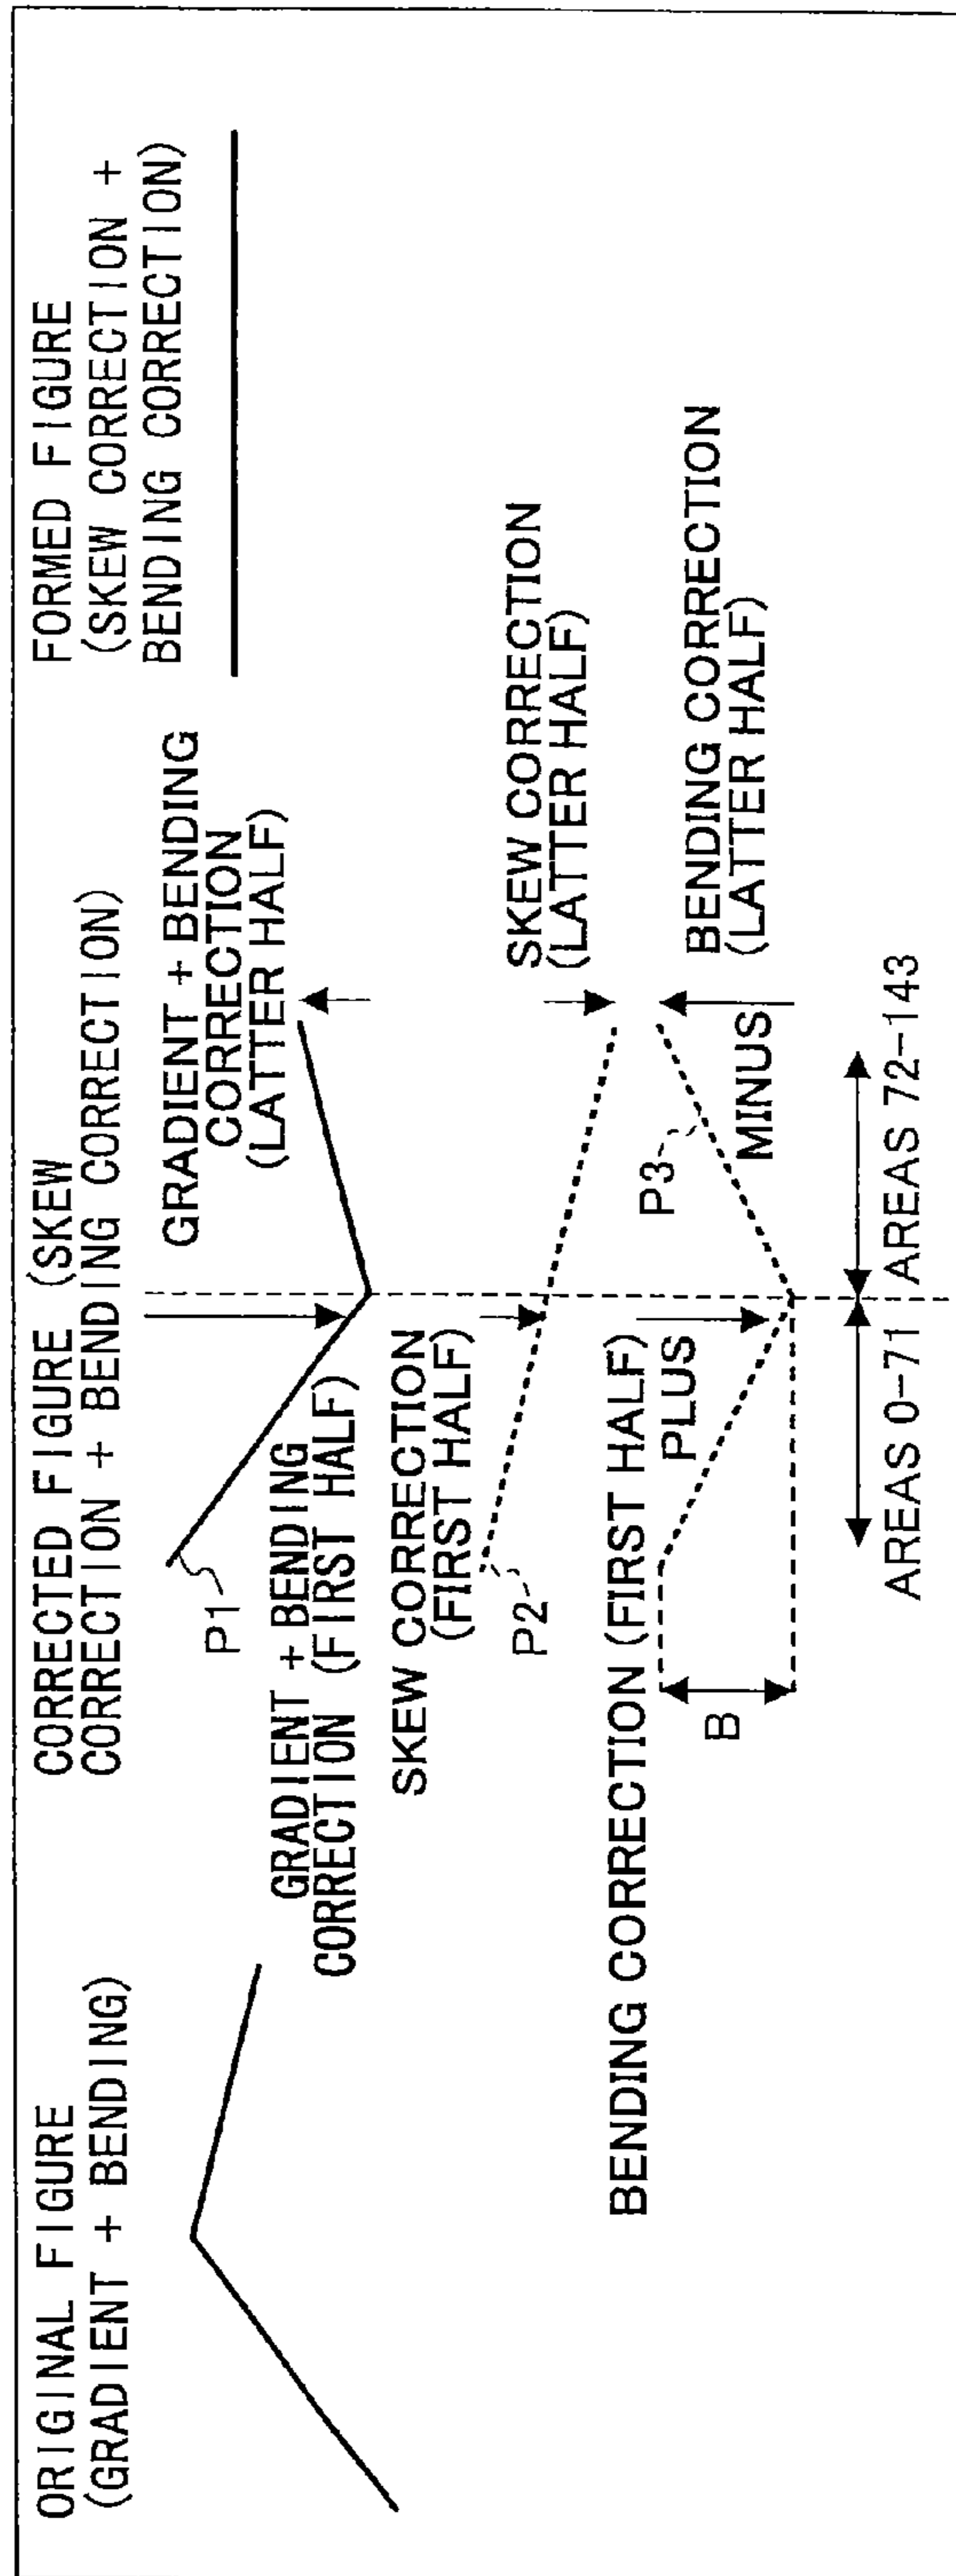 ORIGINAL FIGURE
(GRADIENT + BENDING)
CORRECTED FIGURE (SKEW
CORRECTION + BENDING CORRECTION)
FORMED FIGURE
(SKEW CORRECTION +
BENDING CORRECTION)
P1
GRADIENT + BENDING
CORRECTION (FIRST HALF)
GRADIENT + BENDING
CORRECTION
(LATTER HALF)
SKEW CORRECTION
(FIRST HALF)
P2
SKEW CORRECTION
(LATTER HALF)
BENDING CORRECTION (FIRST HALF)
PLUS
B
P3
MINUS
BENDING CORRECTION
(LATTER HALF)
AREAS 0-71
AREAS 72-143